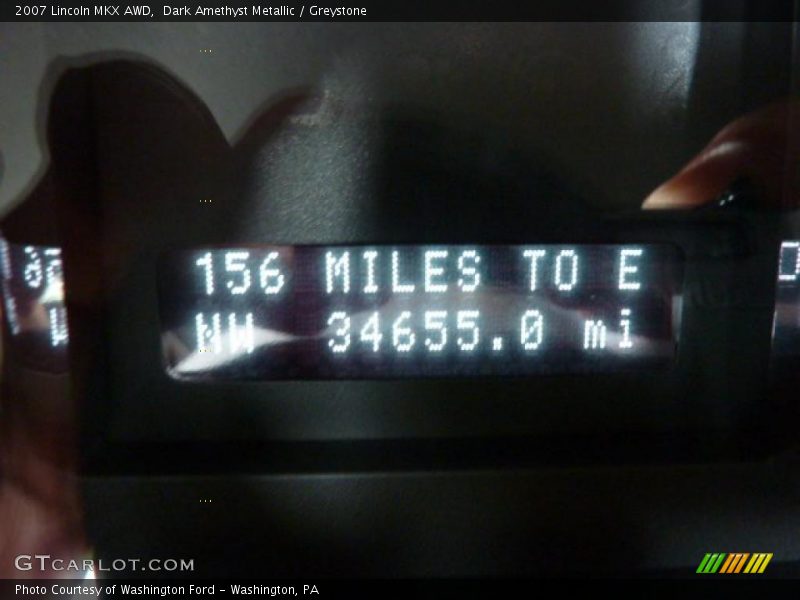 2007 Lincoln MKX AWD,  Dark Amethyst Metallic / Greystone
156 MILES TO E
NW 34655.0 mi
GTCARLOT.COM
Photo Courtesy of Washington Ford - Washington, PA